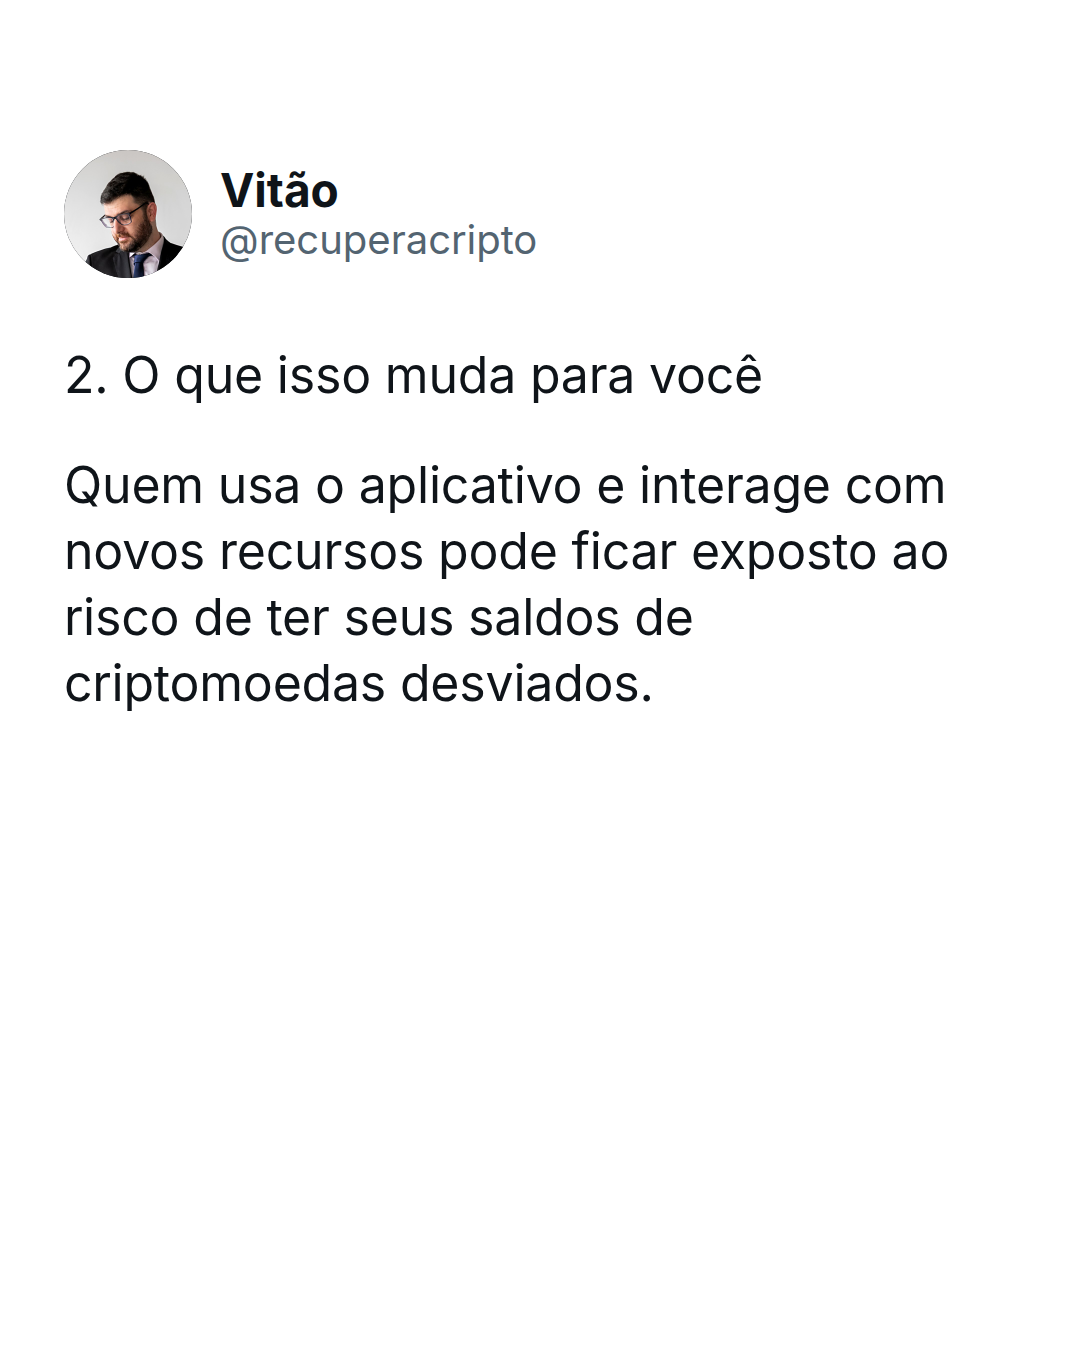 Vitão
@recuperacripto
2. O que isso muda para você
Quem usa o aplicativo e interage com
novos recursos pode ficar exposto ao
risco de ter seus saldos de
criptomoedas desviados.